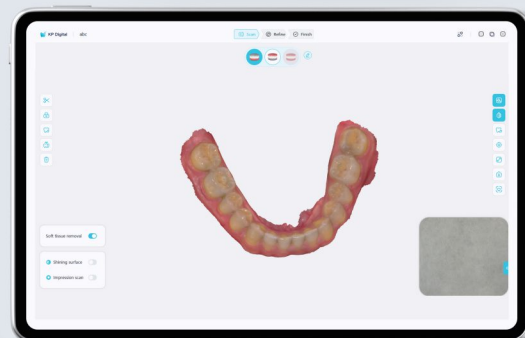 KP Digital abc
Scan Refine Finish
Soft tissue removal
Shining surface
Impression scan